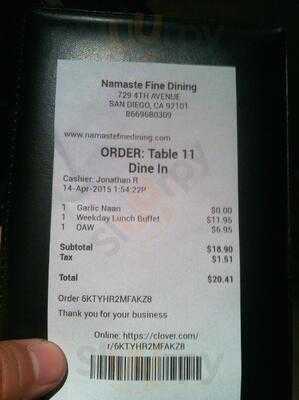 Namaste Fine Dining
729 4TH AVENUE
SAN DIEGO, CA 92101
8669680309
www.namastefinedining.com
ORDER: Table 11
Dine In
Cashier: Jonathan R
14-Apr-2015 1:54:22P
1 Garlic Naan $0.00
1 Weekday Lunch Buffet $11.95
1 OAW $6.95
Subtotal $18.90
Tax $1.51
Total $20.41
Order 6KTYHR2MFAKZ8
Thank you for your business
Online: https://clover.com/
r/6KTYHR2MFAKZ8